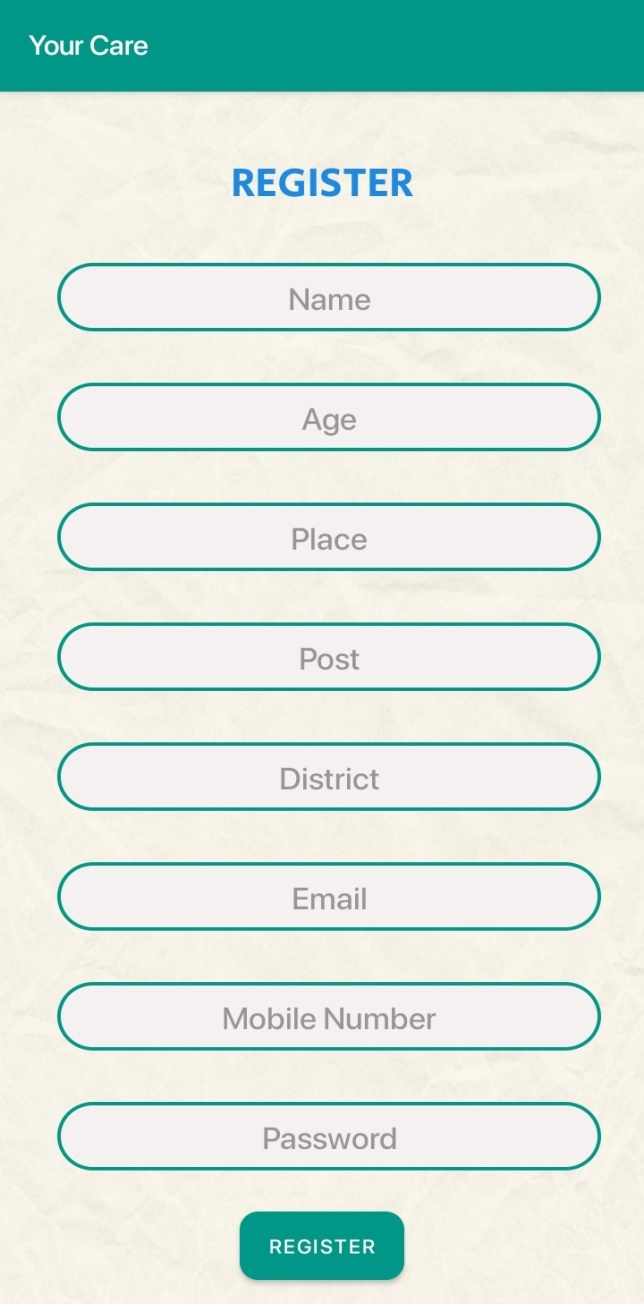 Your Care
REGISTER
Name
Age
Place
Post
District
Email
Mobile Number
Password
REGISTER